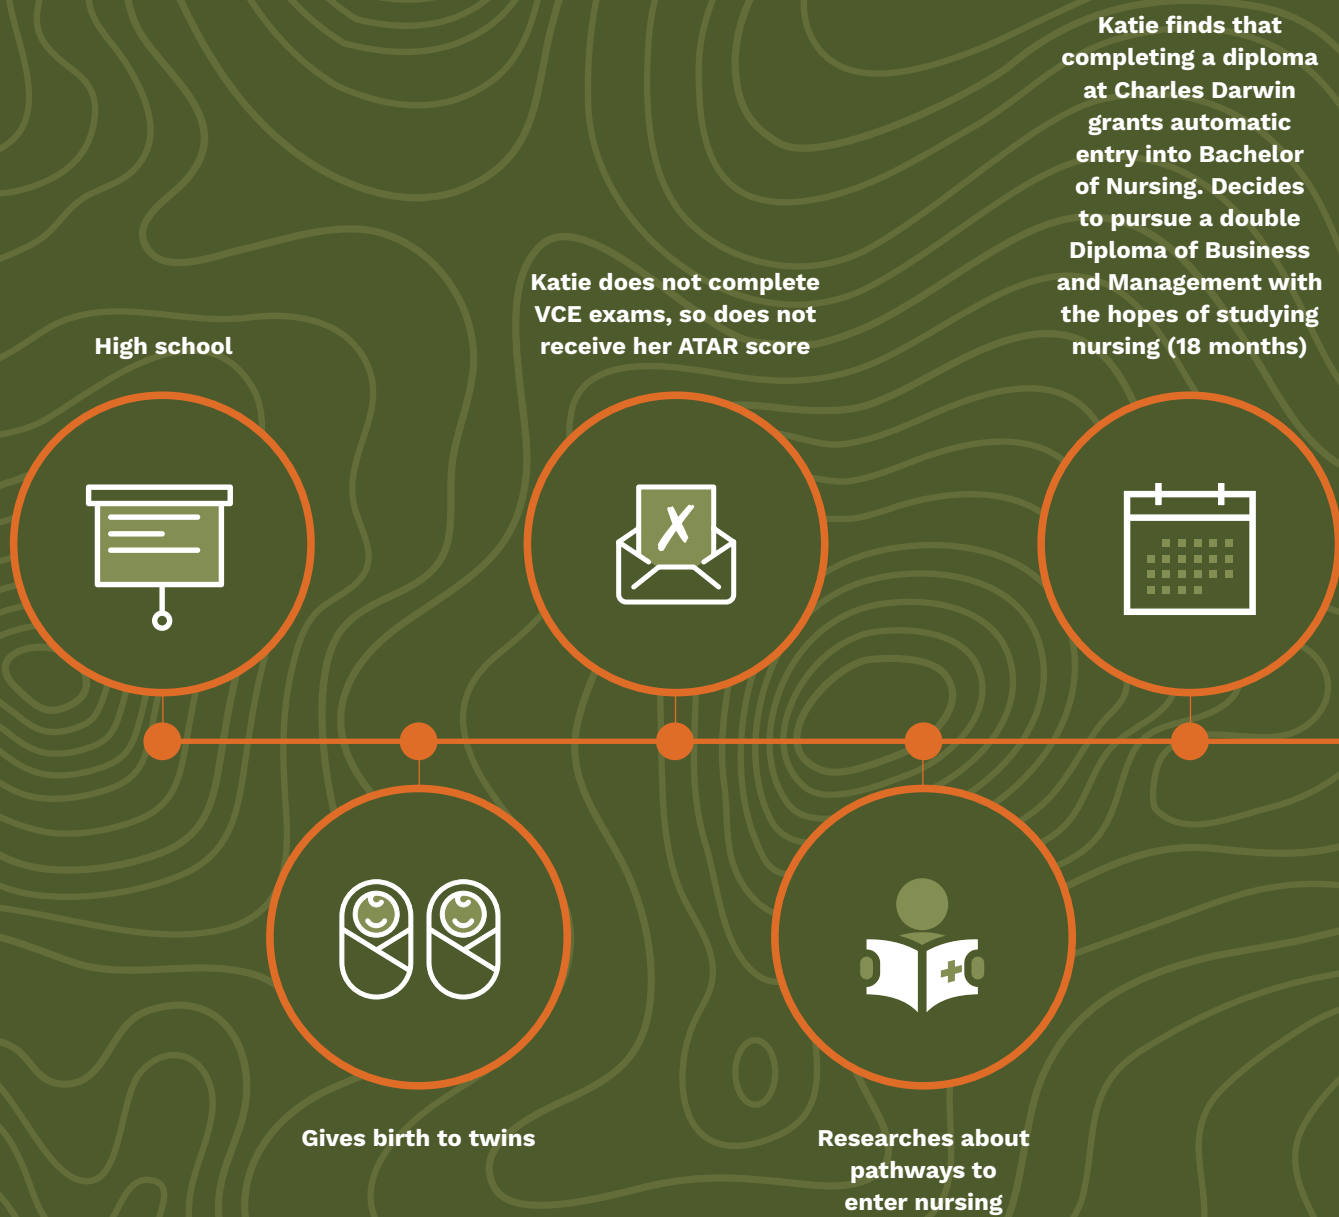 High school
Gives birth to twins
Katie does not complete
VCE exams, so does not
receive her ATAR score
Researches about
pathways to
enter nursing
Katie finds that
completing a diploma
at Charles Darwin
grants automatic
entry into Bachelor
of Nursing. Decides
to pursue a double
Diploma of Business
and Management with
the hopes of studying
nursing (18 months)